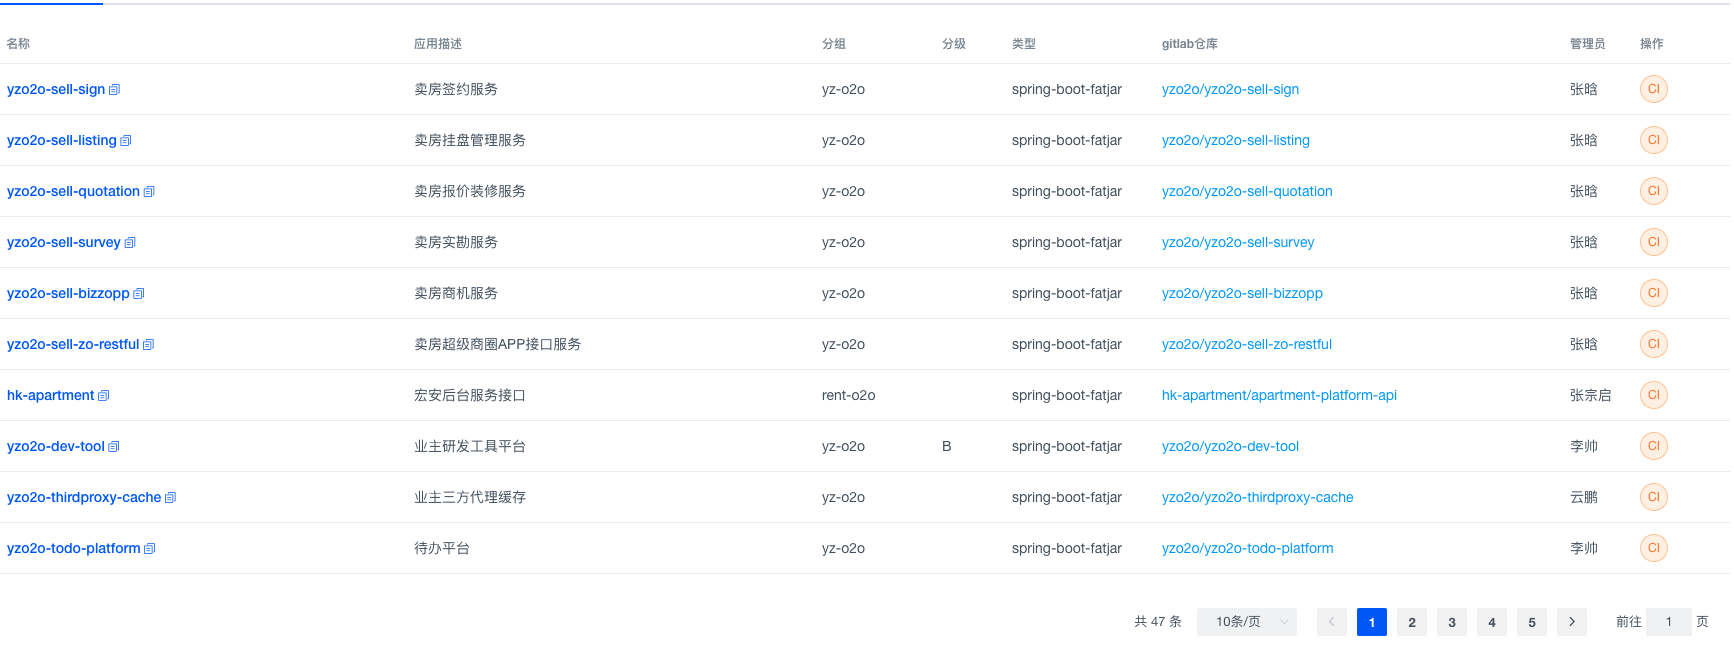 名称 应用描述 分组 分级 类型 gitlab仓库 管理员 操作
yzo2o-sell-sign 卖房签约服务 yz-o2o spring-boot-fatjar yzo2o/yzo2o-sell-sign 张晗 CI
yzo2o-sell-listing 卖房挂盘管理服务 yz-o2o spring-boot-fatjar yzo2o/yzo2o-sell-listing 张晗 CI
yzo2o-sell-quotation 卖房报价装修服务 yz-o2o spring-boot-fatjar yzo2o/yzo2o-sell-quotation 张晗 CI
yzo2o-sell-survey 卖房实勘服务 yz-o2o spring-boot-fatjar yzo2o/yzo2o-sell-survey 张晗 CI
yzo2o-sell-bizzopp 卖房商机服务 yz-o2o spring-boot-fatjar yzo2o/yzo2o-sell-bizzopp 张晗 CI
yzo2o-sell-zo-restful 卖房超级商圈APP接口服务 yz-o2o spring-boot-fatjar yzo2o/yzo2o-sell-zo-restful 张晗 CI
hk-apartment 宏安后台服务接口 rent-o2o spring-boot-fatjar hk-apartment/apartment-platform-api 张宗启 CI
yzo2o-dev-tool 业主研发工具平台 yz-o2o B spring-boot-fatjar yzo2o/yzo2o-dev-tool 李帅 CI
yzo2o-thirdproxy-cache 业主三方代理缓存 yz-o2o spring-boot-fatjar yzo2o/yzo2o-thirdproxy-cache 云鹏 CI
yzo2o-todo-platform 待办平台 yz-o2o spring-boot-fatjar yzo2o/yzo2o-todo-platform 李帅 CI
共 47 条 10条/页 1 2 3 4 5 前往 1 页